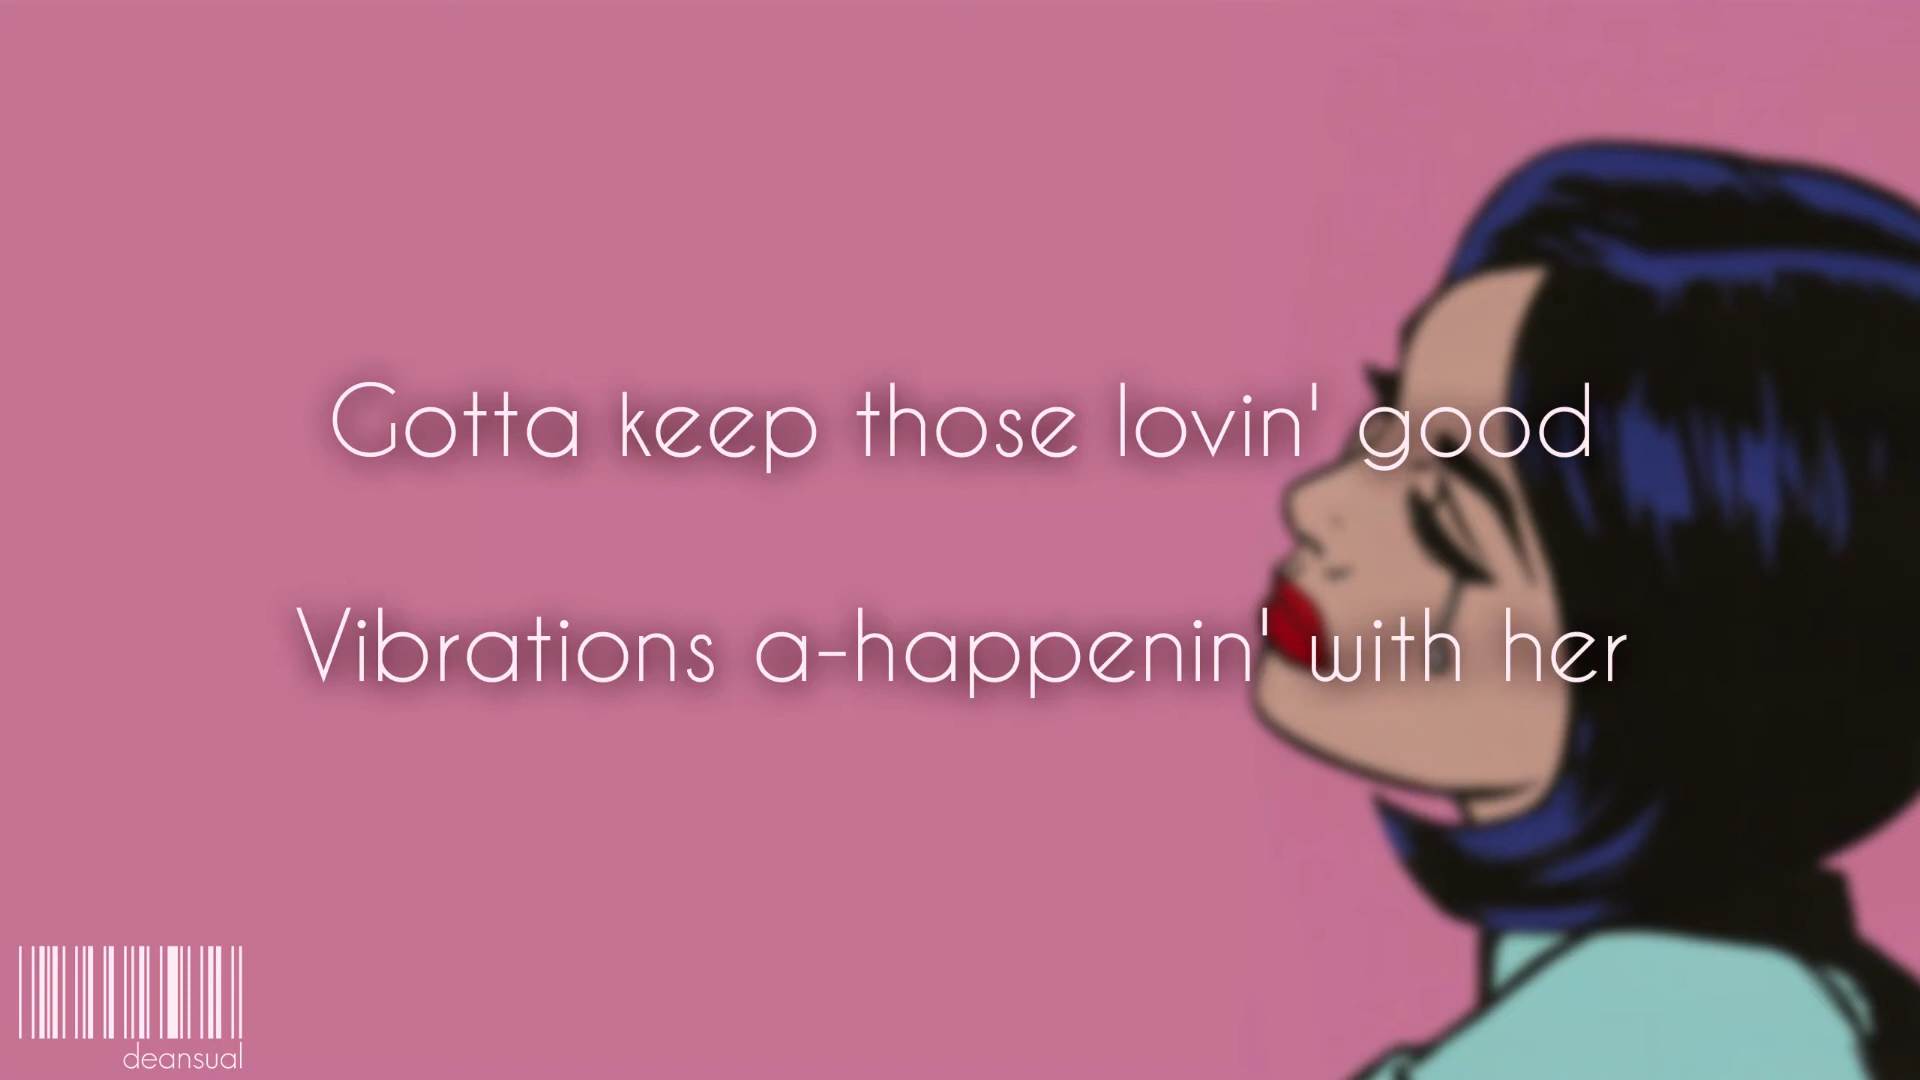 Gotta keep those lovin' good
Vibrations a-happenin' with her
deansual